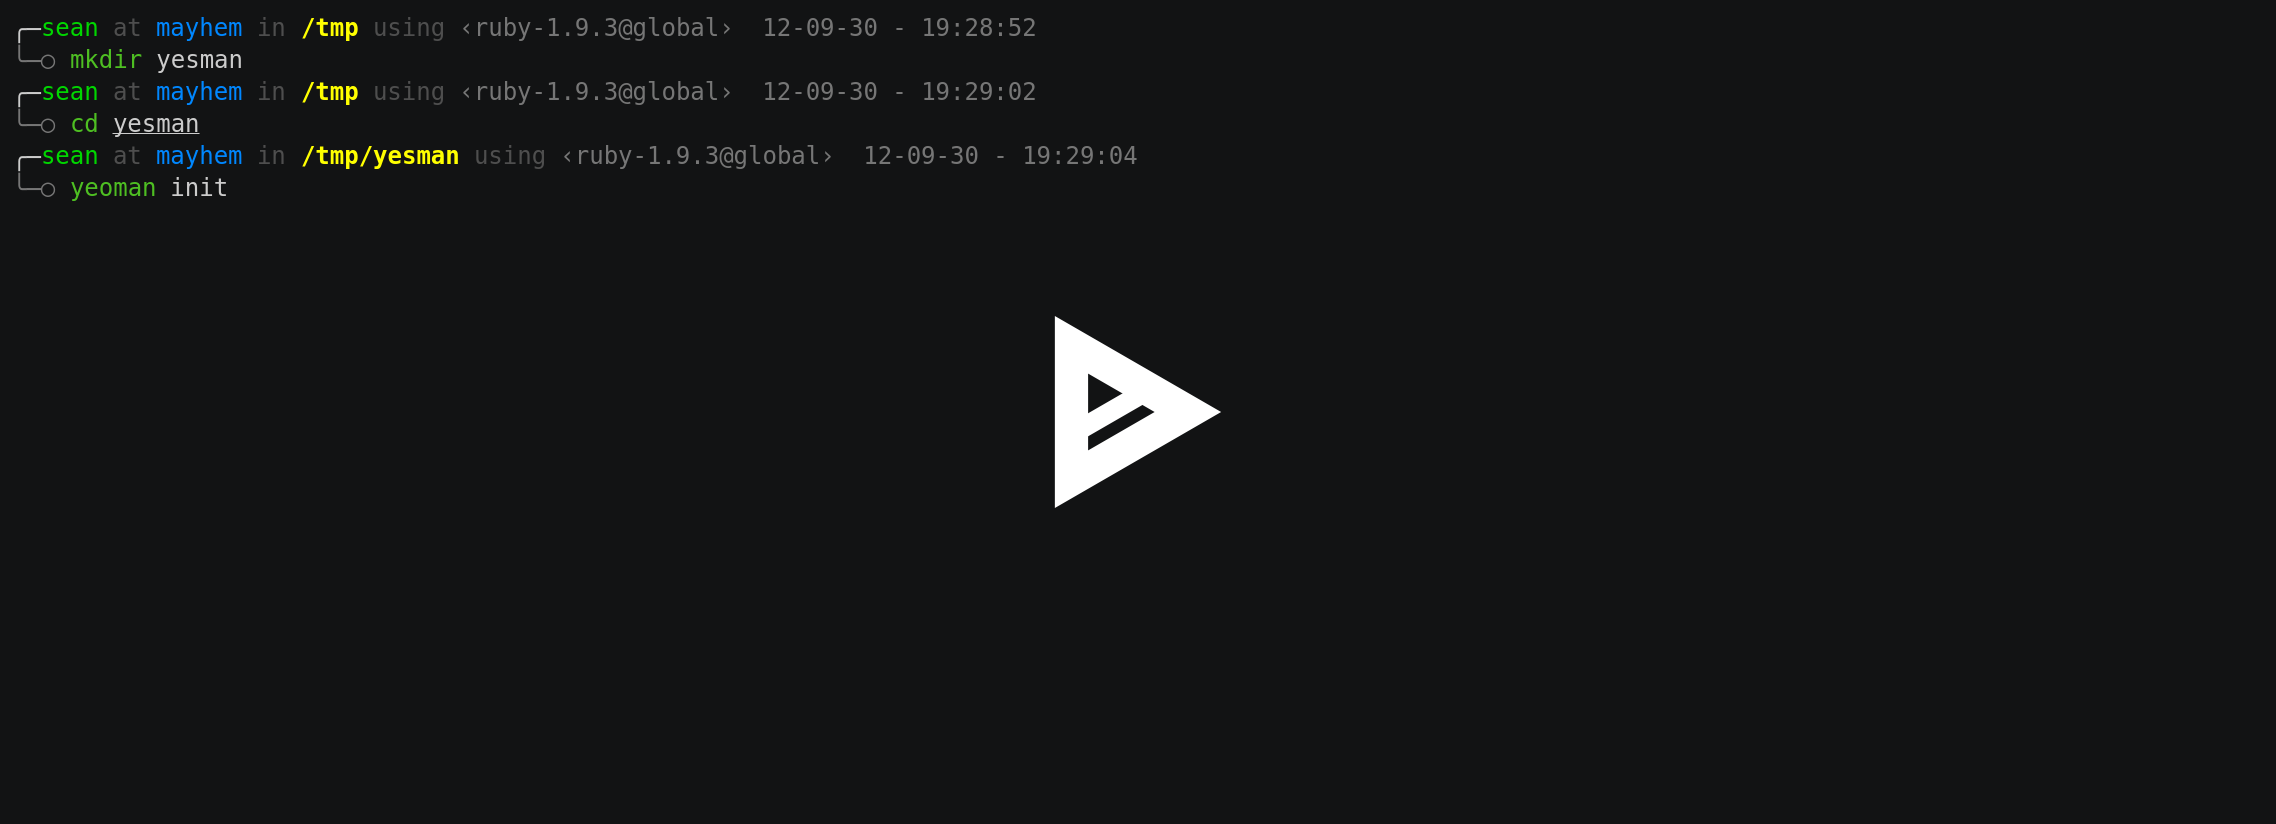 ╭─sean at mayhem in /tmp using ‹ruby-1.9.3@global›  12-09-30 - 19:28:52
╰─○ mkdir yesman
╭─sean at mayhem in /tmp using ‹ruby-1.9.3@global›  12-09-30 - 19:29:02
╰─○ cd yesman
╭─sean at mayhem in /tmp/yesman using ‹ruby-1.9.3@global›  12-09-30 - 19:29:04
╰─○ yeoman init